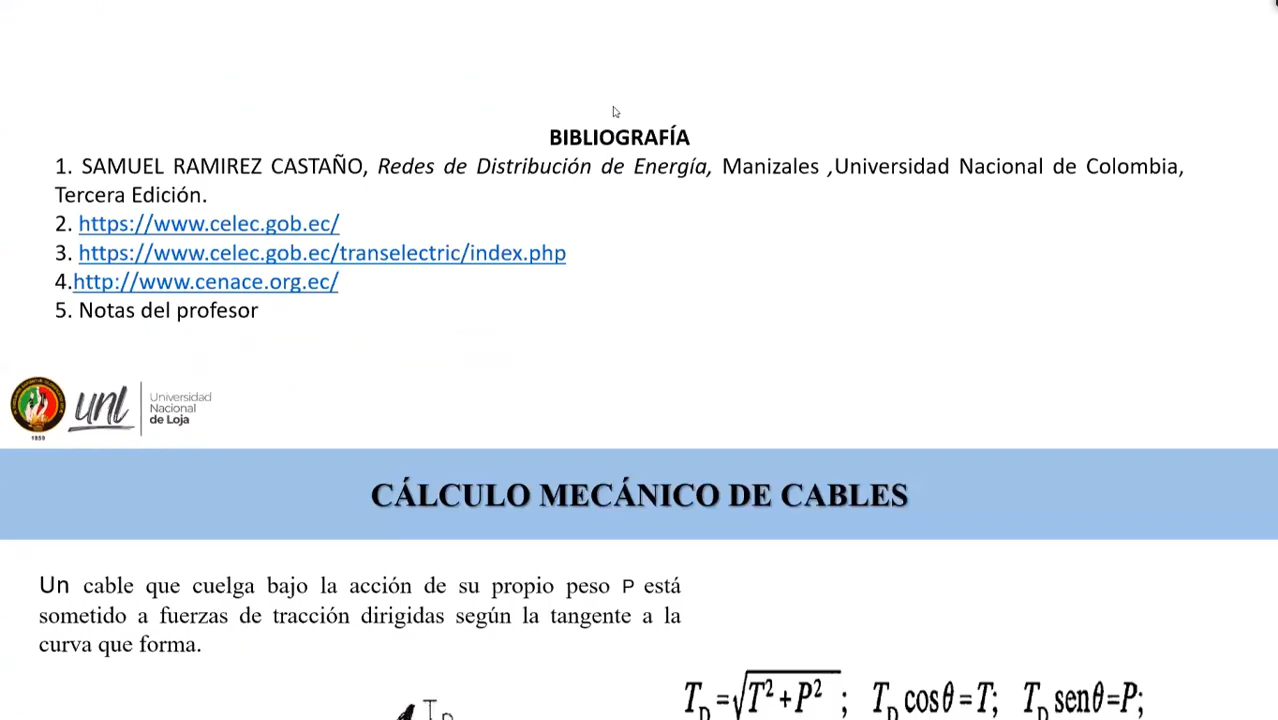 BIBLIOGRAFÍA
1. SAMUEL RAMIREZ CASTAÑO, Redes de Distribución de Energía, Manizales ,Universidad Nacional de Colombia,
Tercera Edición.
2. https://www.celec.gob.ec/
3. https://www.celec.gob.ec/transelectric/index.php
4.http://www.cenace.org.ec/
5. Notas del profesor
1859
unl
Universidad
Nacional
de Loja
CÁLCULO MECÁNICO DE CABLES
Un cable que cuelga bajo la acción de su propio peso P está
sometido a fuerzas de tracción dirigidas según la tangente a la
curva que forma.
T_D = √(T² + P²) ; T_D cosθ = T; T_D senθ = P;
T_D